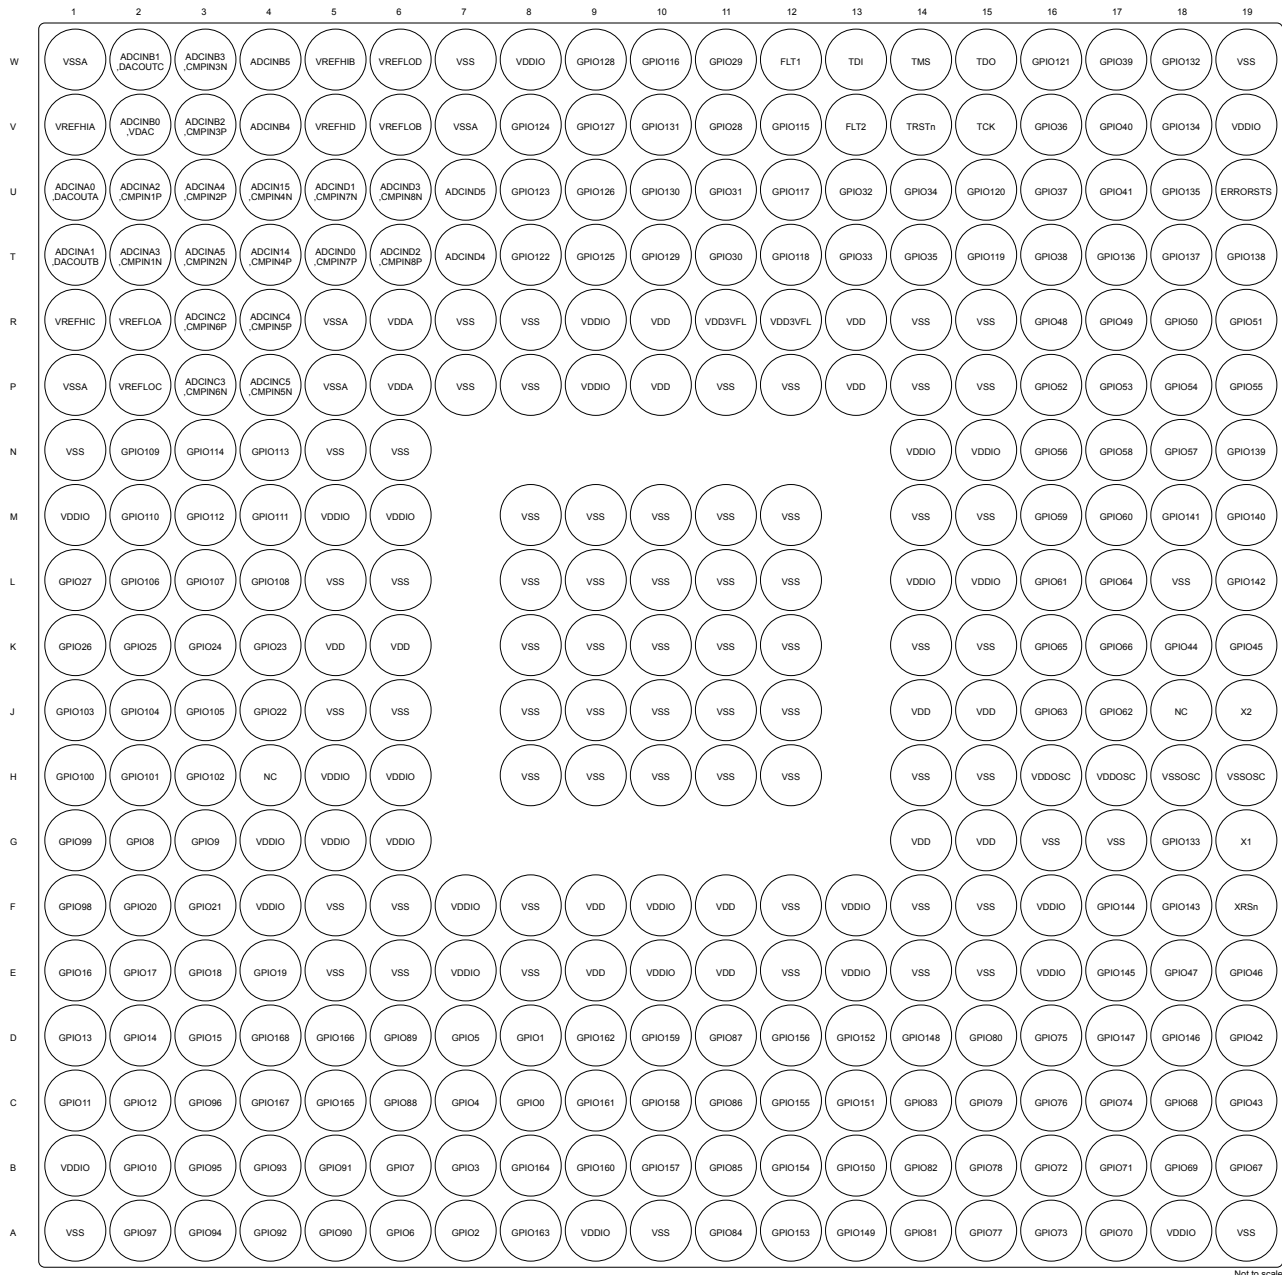 1 2 3 4 5 6 7 8 9 10 11 12 13 14 15 16 17 18 19
W VSSA ADCINB1 ADCINB3 ADCINB5 VREFHIB VREFLOD VSS VDDIO GPIO128 GPIO116 GPIO29 FLT1 TDI TMS TDO GPIO121 GPIO39 GPIO132 VSS
,DACOUTC ,CMPIN3N
V VREFHIA ADCINB0 ADCINB2 ADCINB4 VREFHID VREFLOB VSSA GPIO124 GPIO127 GPIO131 GPIO28 GPIO115 FLT2 TRSTn TCK GPIO36 GPIO40 GPIO134 VDDIO
,VDAC ,CMPIN3P
U ADCINA0 ADCINA2 ADCINA4 ADCIN15 ADCIND1 ADCIND3 ADCIND5 GPIO123 GPIO126 GPIO130 GPIO31 GPIO117 GPIO32 GPIO34 GPIO120 GPIO37 GPIO41 GPIO135 ERRORSTS
,DACOUTA ,CMPIN1P ,CMPIN2P ,CMPIN4N ,CMPIN7N ,CMPIN8N
T ADCINA1 ADCINA3 ADCINA5 ADCIN14 ADCIND0 ADCIND2 ADCIND4 GPIO122 GPIO125 GPIO129 GPIO30 GPIO118 GPIO33 GPIO35 GPIO119 GPIO38 GPIO136 GPIO137 GPIO138
,DACOUTB ,CMPIN1N ,CMPIN2N ,CMPIN4P ,CMPIN7P ,CMPIN8P
R VREFHIC VREFLOA ADCINC2 ADCINC4 VSSA VDDA VSS VSS VDDIO VDD VDD3VFL VDD3VFL VDD VSS VSS GPIO48 GPIO49 GPIO50 GPIO51
,CMPIN6P ,CMPIN5P
P VSSA VREFLOC ADCINC3 ADCINC5 VSSA VDDA VSS VSS VDDIO VDD VSS VSS VDD VSS VSS GPIO52 GPIO53 GPIO54 GPIO55
,CMPIN6N ,CMPIN5N
N VSS GPIO109 GPIO114 GPIO113 VSS VSS VDDIO VDDIO GPIO56 GPIO58 GPIO57 GPIO139
M VDDIO GPIO110 GPIO112 GPIO111 VDDIO VDDIO VSS VSS VSS VSS VSS VSS VSS GPIO59 GPIO60 GPIO141 GPIO140
L GPIO27 GPIO106 GPIO107 GPIO108 VSS VSS VSS VSS VSS VSS VSS VDDIO VDDIO GPIO61 GPIO64 VSS GPIO142
K GPIO26 GPIO25 GPIO24 GPIO23 VDD VDD VSS VSS VSS VSS VSS VSS VSS GPIO65 GPIO66 GPIO44 GPIO45
J GPIO103 GPIO104 GPIO105 GPIO22 VSS VSS VSS VSS VSS VSS VSS VDD VDD GPIO63 GPIO62 NC X2
H GPIO100 GPIO101 GPIO102 NC VDDIO VDDIO VSS VSS VSS VSS VSS VSS VSS VDDOSC VDDOSC VSSOSC VSSOSC
G GPIO99 GPIO8 GPIO9 VDDIO VDDIO VDDIO VDD VDD VSS VSS GPIO133 X1
F GPIO98 GPIO20 GPIO21 VDDIO VSS VSS VDDIO VSS VDD VDDIO VDD VSS VDDIO VSS VSS VDDIO GPIO144 GPIO143 XRSn
E GPIO16 GPIO17 GPIO18 GPIO19 VSS VSS VDDIO VSS VDD VDDIO VDD VSS VDDIO VSS VSS VDDIO GPIO145 GPIO47 GPIO46
D GPIO13 GPIO14 GPIO15 GPIO168 GPIO166 GPIO89 GPIO5 GPIO1 GPIO162 GPIO159 GPIO87 GPIO156 GPIO152 GPIO148 GPIO80 GPIO75 GPIO147 GPIO146 GPIO42
C GPIO11 GPIO12 GPIO96 GPIO167 GPIO165 GPIO88 GPIO4 GPIO0 GPIO161 GPIO158 GPIO86 GPIO155 GPIO151 GPIO83 GPIO79 GPIO76 GPIO74 GPIO68 GPIO43
B VDDIO GPIO10 GPIO95 GPIO93 GPIO91 GPIO7 GPIO3 GPIO164 GPIO160 GPIO157 GPIO85 GPIO154 GPIO150 GPIO82 GPIO78 GPIO72 GPIO71 GPIO69 GPIO67
A VSS GPIO97 GPIO94 GPIO92 GPIO90 GPIO6 GPIO2 GPIO163 VDDIO VSS GPIO84 GPIO153 GPIO149 GPIO81 GPIO77 GPIO73 GPIO70 VDDIO VSS
Not to scale